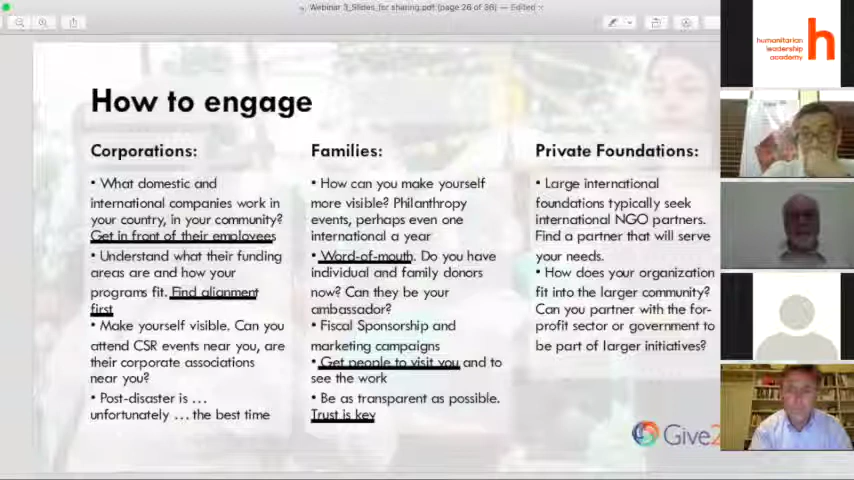 Webinar 3_Slides_for sharing.pdf (page 26 of 36) — Edited
humanitarian
leadership
academy
h
How to engage
Corporations:
• What domestic and
international companies work in
your country, in your community?
Get in front of their employees
• Understand what their funding
areas are and how your
programs fit. Find alignment
first
• Make yourself visible. Can you
attend CSR events near you, are
their corporate associations
near you?
• Post-disaster is ...
unfortunately ... the best time
Families:
• How can you make yourself
more visible? Philanthropy
events, perhaps even one
international a year
• Word-of-mouth. Do you have
individual and family donors
now? Can they be your
ambassador?
• Fiscal Sponsorship and
marketing campaigns
• Get people to visit you and to
see the work
• Be as transparent as possible.
Trust is key
Private Foundations:
• Large international
foundations typically seek
international NGO partners.
Find a partner that will serve
your needs.
• How does your organization
fit into the larger community?
Can you partner with the for-
profit sector or government to
be part of larger initiatives?
Give2